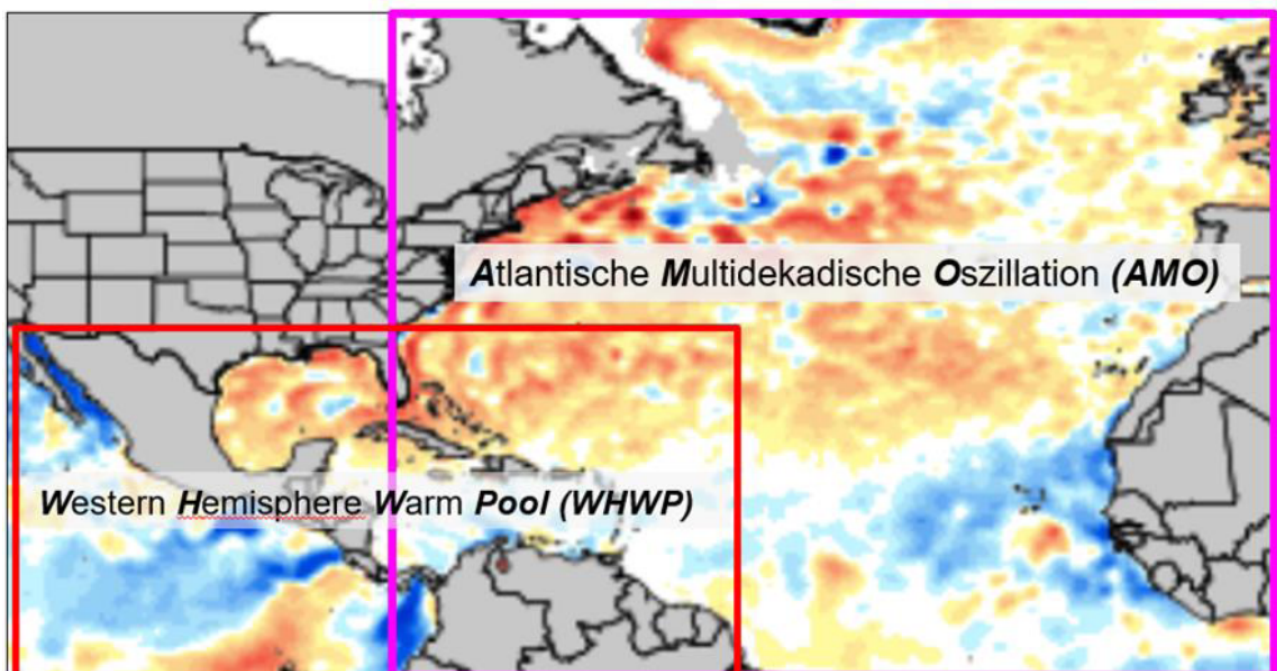 Atlantische Multidekadische Oszillation (AMO)
Western Hemisphere Warm Pool (WHWP)